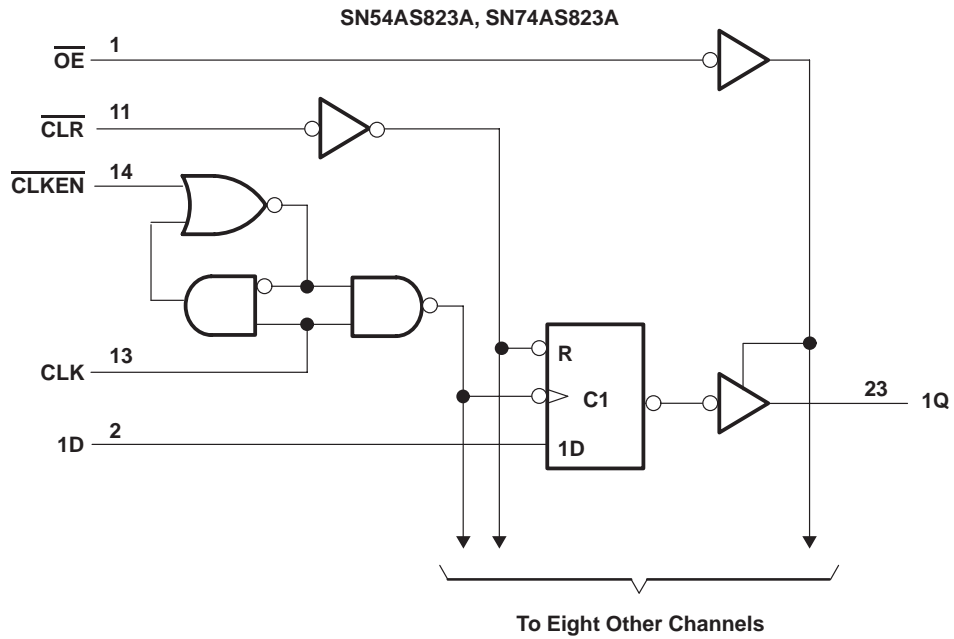 SN54AS823A, SN74AS823A
OE 1
CLR 11
CLKEN 14
CLK 13
1D 2
R
C1
1D
23 1Q
To Eight Other Channels